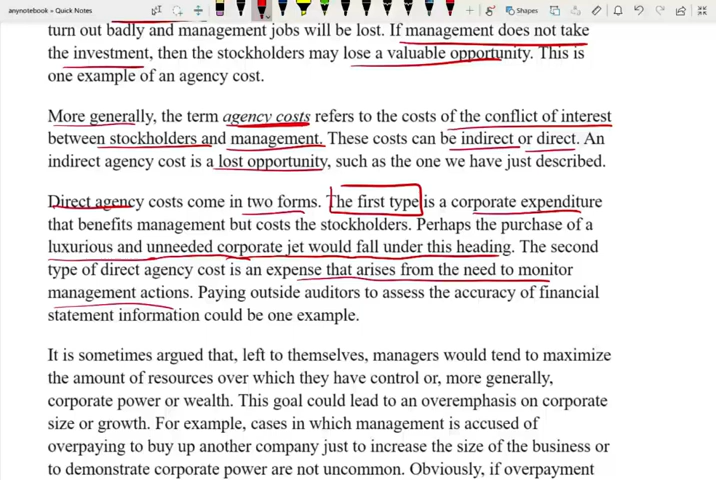 anynotebook > Quick Notes
Shapes
turn out badly and management jobs will be lost. If management does not take
the investment, then the stockholders may lose a valuable opportunity. This is
one example of an agency cost.
More generally, the term agency costs refers to the costs of the conflict of interest
between stockholders and management. These costs can be indirect or direct. An
indirect agency cost is a lost opportunity, such as the one we have just described.
Direct agency costs come in two forms. The first type is a corporate expenditure
that benefits management but costs the stockholders. Perhaps the purchase of a
luxurious and unneeded corporate jet would fall under this heading. The second
type of direct agency cost is an expense that arises from the need to monitor
management actions. Paying outside auditors to assess the accuracy of financial
statement information could be one example.
It is sometimes argued that, left to themselves, managers would tend to maximize
the amount of resources over which they have control or, more generally,
corporate power or wealth. This goal could lead to an overemphasis on corporate
size or growth. For example, cases in which management is accused of
overpaying to buy up another company just to increase the size of the business or
to demonstrate corporate power are not uncommon. Obviously, if overpayment